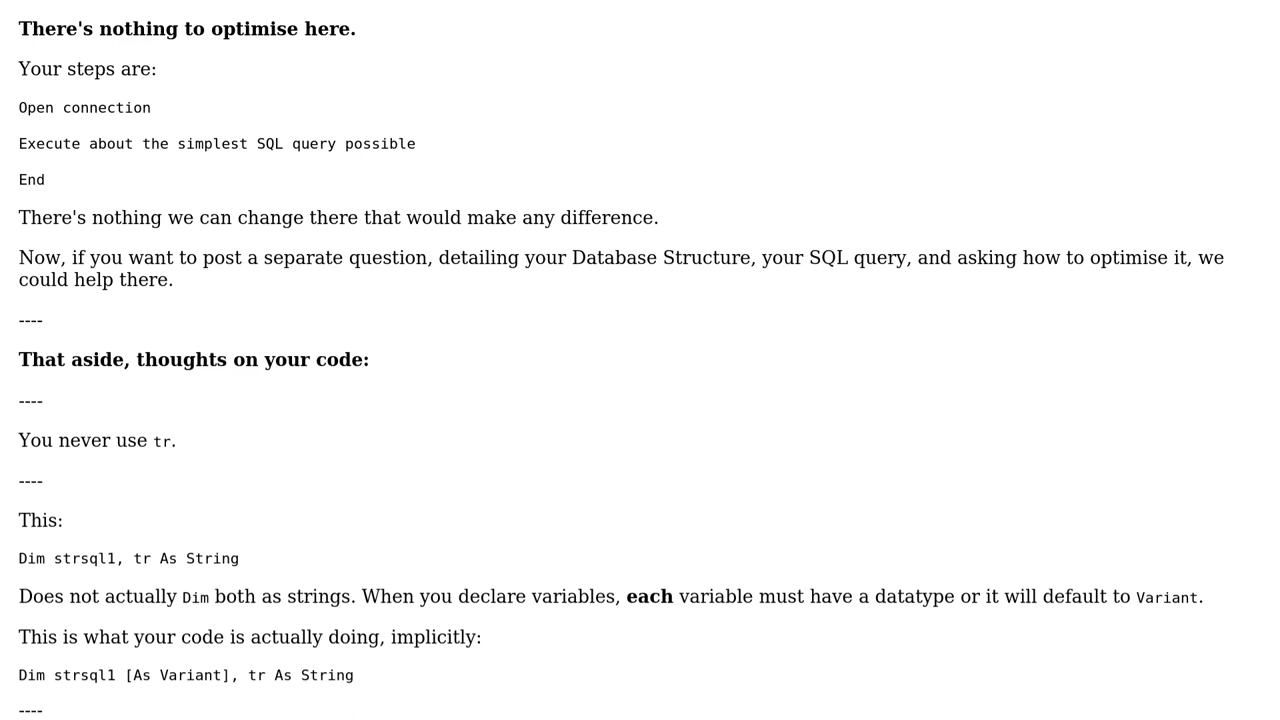 There's nothing to optimise here.
Your steps are:
Open connection
Execute about the simplest SQL query possible
End
There's nothing we can change there that would make any difference.
Now, if you want to post a separate question, detailing your Database Structure, your SQL query, and asking how to optimise it, we
could help there.
----
That aside, thoughts on your code:
----
You never use tr.
----
This:
Dim strsql1, tr As String
Does not actually Dim both as strings. When you declare variables, each variable must have a datatype or it will default to Variant.
This is what your code is actually doing, implicitly:
Dim strsql1 [As Variant], tr As String
----